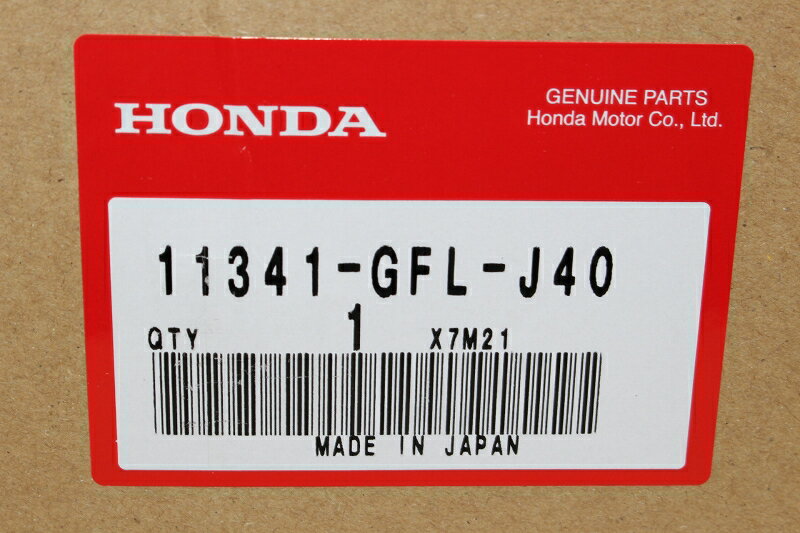 HONDA
GENUINE PARTS
Honda Motor Co., Ltd.
11341-GFL-J40
QTY 1 X7M21
MADE IN JAPAN